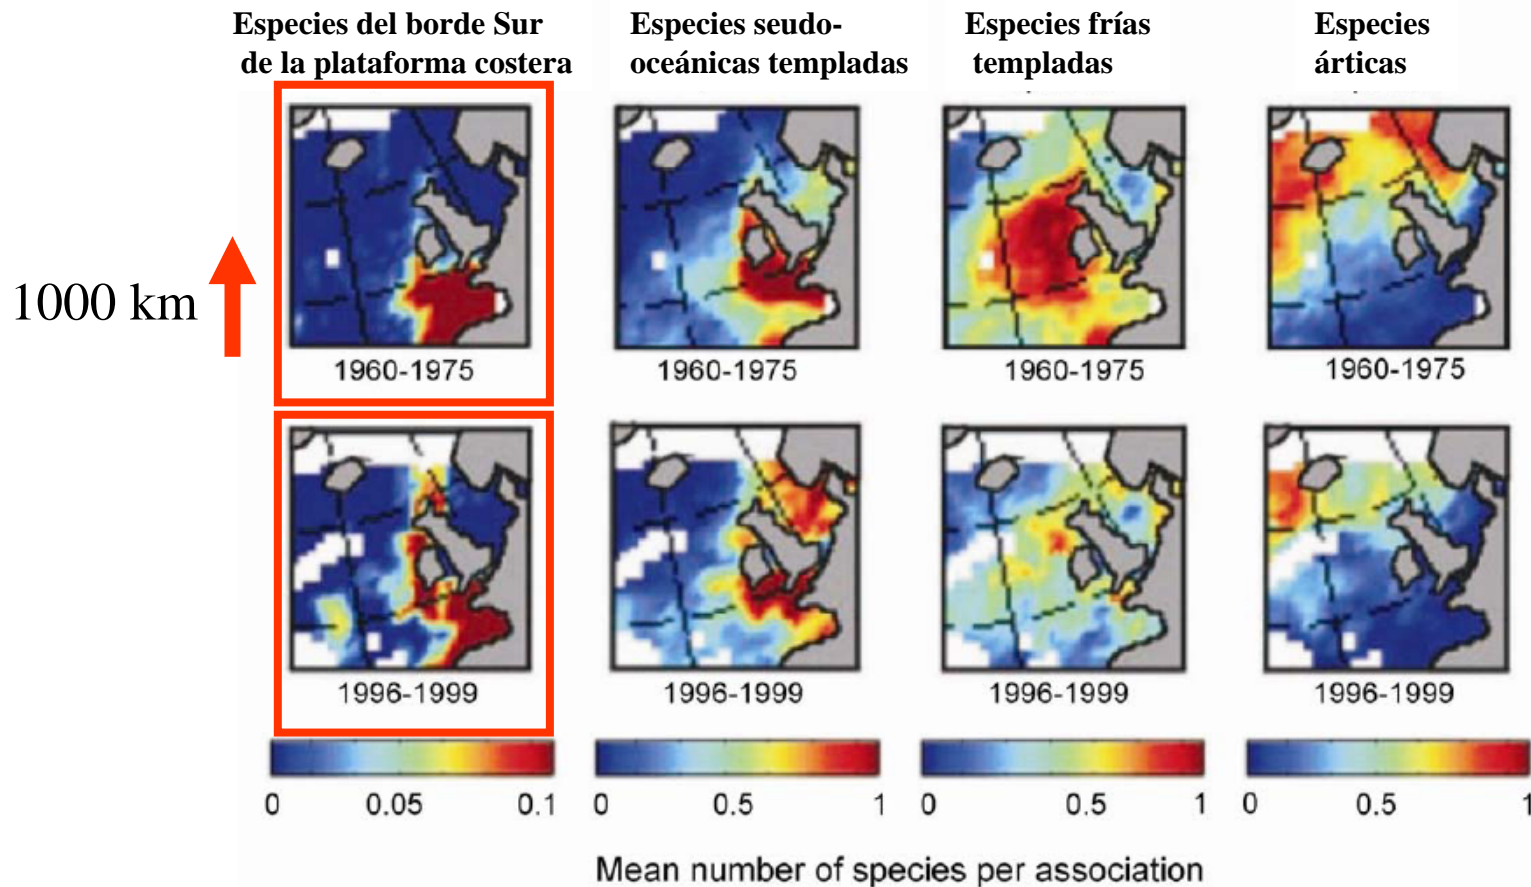 Especies del borde Sur
de la plataforma costera
Especies seudo-
oceánicas templadas
Especies frías
templadas
Especies
árticas
1000 km
1960-1975
1960-1975
1960-1975
1960-1975
1996-1999
1996-1999
1996-1999
1996-1999
0 0.05 0.1
0 0.5 1
0 0.5 1
0 0.5 1
Mean number of species per association